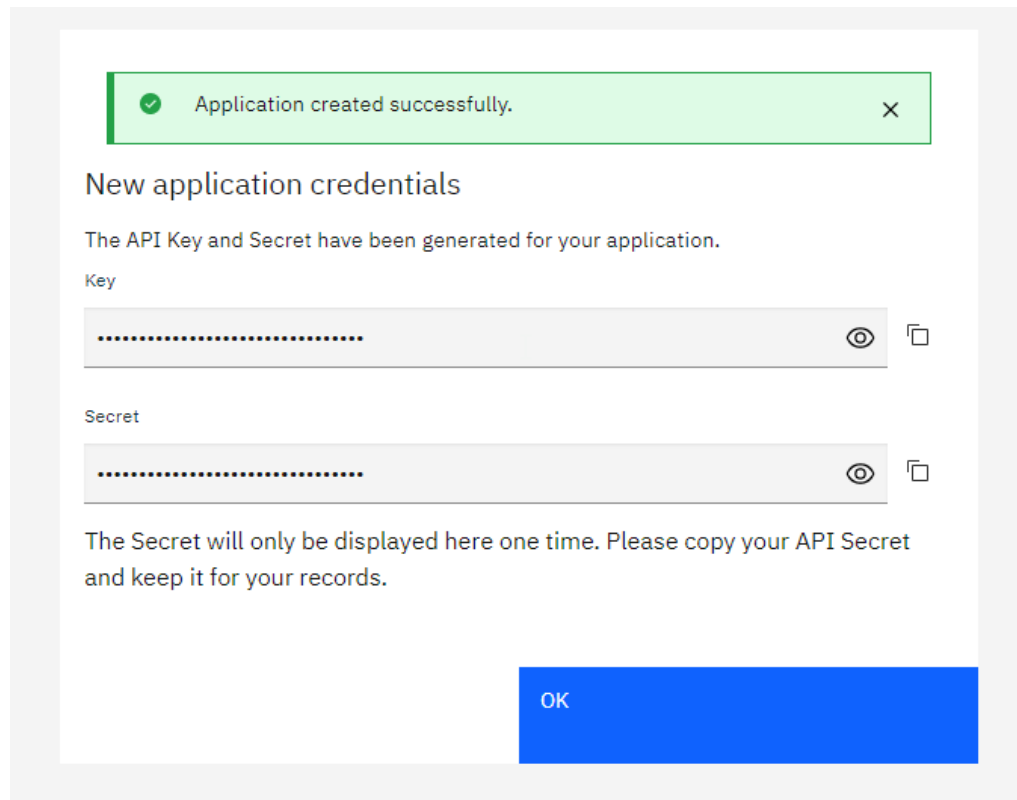 Application created successfully.
New application credentials
The API Key and Secret have been generated for your application.
Key
••••••••••••••••••••••••••••••••
Secret
••••••••••••••••••••••••••••••••
The Secret will only be displayed here one time. Please copy your API Secret
and keep it for your records.
OK